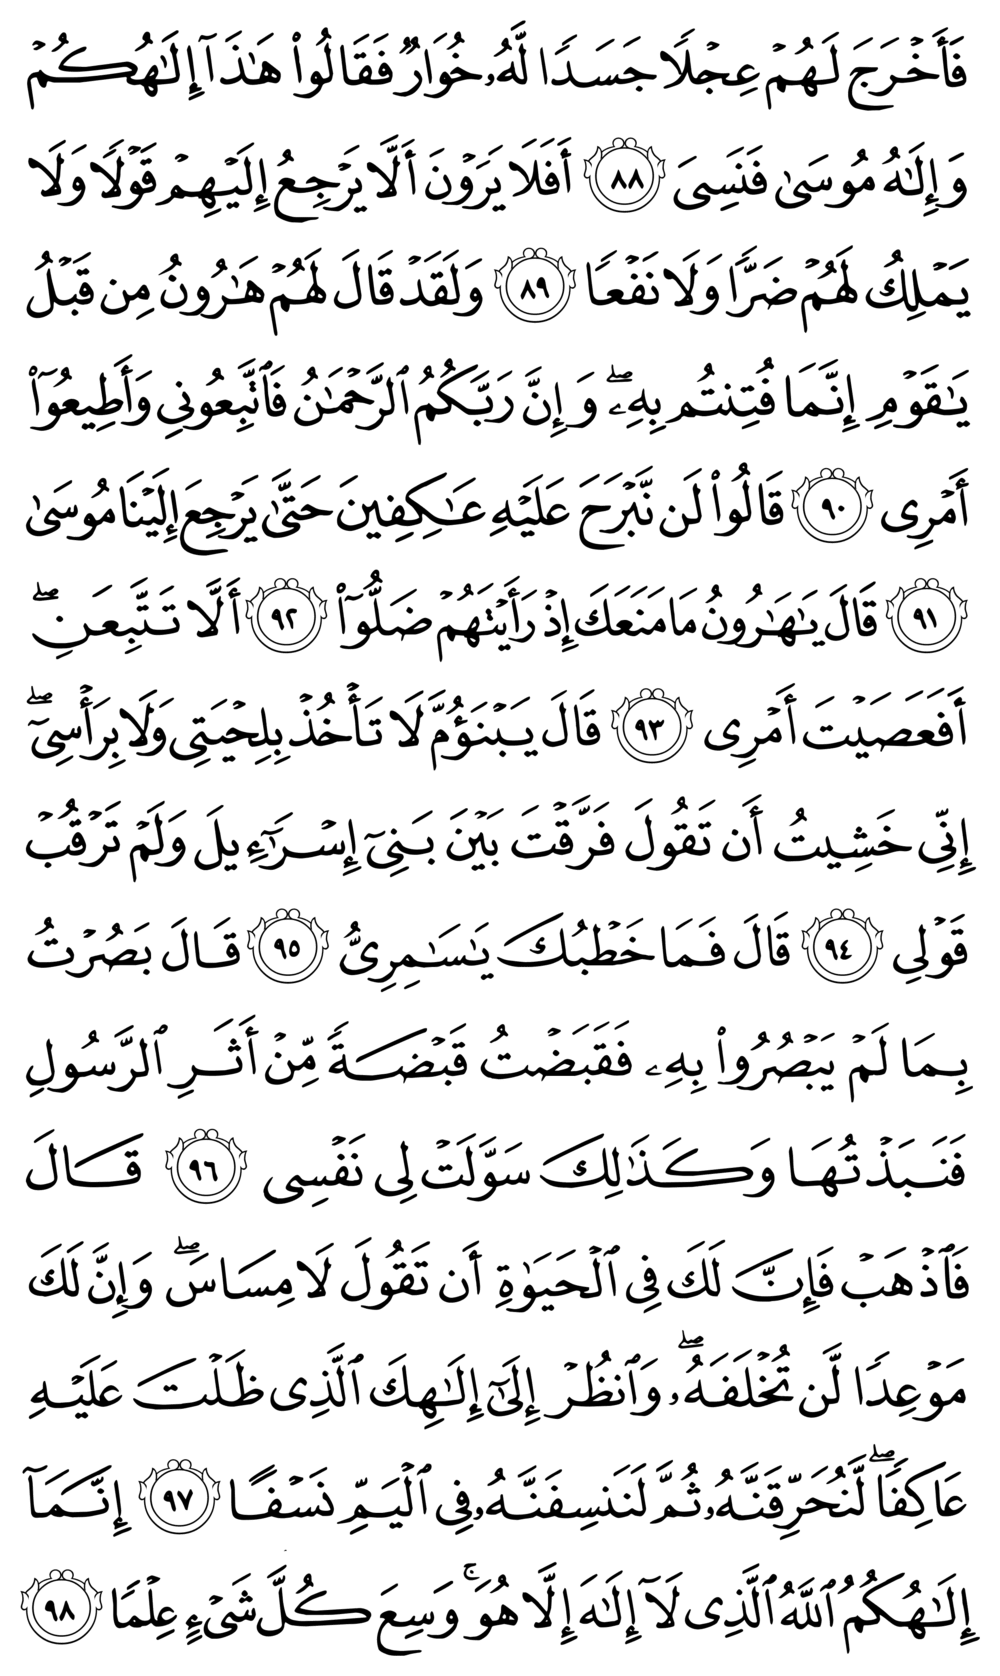 فَأَخْرَجَ لَهُمْ عِجْلًا جَسَدًا لَّهُۥ خُوَارٌ فَقَالُوا۟ هَـٰذَآ إِلَـٰهُكُمْ
وَإِلَـٰهُ مُوسَىٰ فَنَسِىَ ٨٨ أَفَلَا يَرَوْنَ أَلَّا يَرْجِعُ إِلَيْهِمْ قَوْلًا وَلَا
يَمْلِكُ لَهُمْ ضَرًّا وَلَا نَفْعًا ٨٩ وَلَقَدْ قَالَ لَهُمْ هَـٰرُونُ مِن قَبْلُ
يَـٰقَوْمِ إِنَّمَا فُتِنتُم بِهِۦ ۖ وَإِنَّ رَبَّكُمُ ٱلرَّحْمَـٰنُ فَٱتَّبِعُونِى وَأَطِيعُوٓا۟
أَمْرِى ٩٠ قَالُوا۟ لَن نَّبْرَحَ عَلَيْهِ عَـٰكِفِينَ حَتَّىٰ يَرْجِعَ إِلَيْنَا مُوسَىٰ
٩١ قَالَ يَـٰهَـٰرُونُ مَا مَنَعَكَ إِذْ رَأَيْتَهُمْ ضَلُّوٓا۟ ٩٢ أَلَّا تَتَّبِعَنِ ۖ
أَفَعَصَيْتَ أَمْرِى ٩٣ قَالَ يَبْنَؤُمَّ لَا تَأْخُذْ بِلِحْيَتِى وَلَا بِرَأْسِىٓ ۖ
إِنِّى خَشِيتُ أَن تَقُولَ فَرَّقْتَ بَيْنَ بَنِىٓ إِسْرَٰٓءِيلَ وَلَمْ تَرْقُبْ
قَوْلِى ٩٤ قَالَ فَمَا خَطْبُكَ يَـٰسَـٰمِرِىُّ ٩٥ قَالَ بَصُرْتُ
بِمَا لَمْ يَبْصُرُوا۟ بِهِۦ فَقَبَضْتُ قَبْضَةً مِّنْ أَثَرِ ٱلرَّسُولِ
فَنَبَذْتُهَا وَكَذَٰلِكَ سَوَّلَتْ لِى نَفْسِى ٩٦ قَالَ
فَٱذْهَبْ فَإِنَّ لَكَ فِى ٱلْحَيَوٰةِ أَن تَقُولَ لَا مِسَاسَ ۖ وَإِنَّ لَكَ
مَوْعِدًا لَّن تُخْلَفَهُۥ ۖ وَٱنظُرْ إِلَىٰٓ إِلَـٰهِكَ ٱلَّذِى ظَلْتَ عَلَيْهِ
عَاكِفًا ۖ لَّنُحَرِّقَنَّهُۥ ثُمَّ لَنَنسِفَنَّهُۥ فِى ٱلْيَمِّ نَسْفًا ٩٧ إِنَّمَآ
إِلَـٰهُكُمُ ٱللَّهُ ٱلَّذِى لَآ إِلَـٰهَ إِلَّا هُوَ ۚ وَسِعَ كُلَّ شَىْءٍ عِلْمًا ٩٨